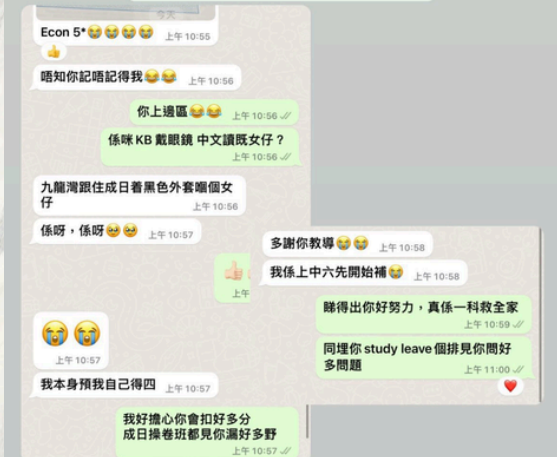 今天
Econ 5*😭😭😭😭 上午 10:55
👍
唔知你記唔記得我😂😂 上午 10:56
你上邊區😂😂 上午 10:56
係咪 KB 戴眼鏡 中文讀既女仔？
上午 10:56
九龍灣跟住成日着黑色外套嗰個女
仔 上午 10:56
係呀，係呀🥹🥹 上午 10:57
👍🏻
上午
😭😭
上午 10:57
我本身預我自己得四 上午 10:57
我好擔心你會扣好多分
成日操卷班都見你漏好多野
上午 10:57
多謝你教導😭😭 上午 10:58
我係上中六先開始補😭 上午 10:58
睇得出你好努力，真係一科救全家
上午 10:59
同埋你 study leave 個排見你問好
多問題 上午 11:00
❤️